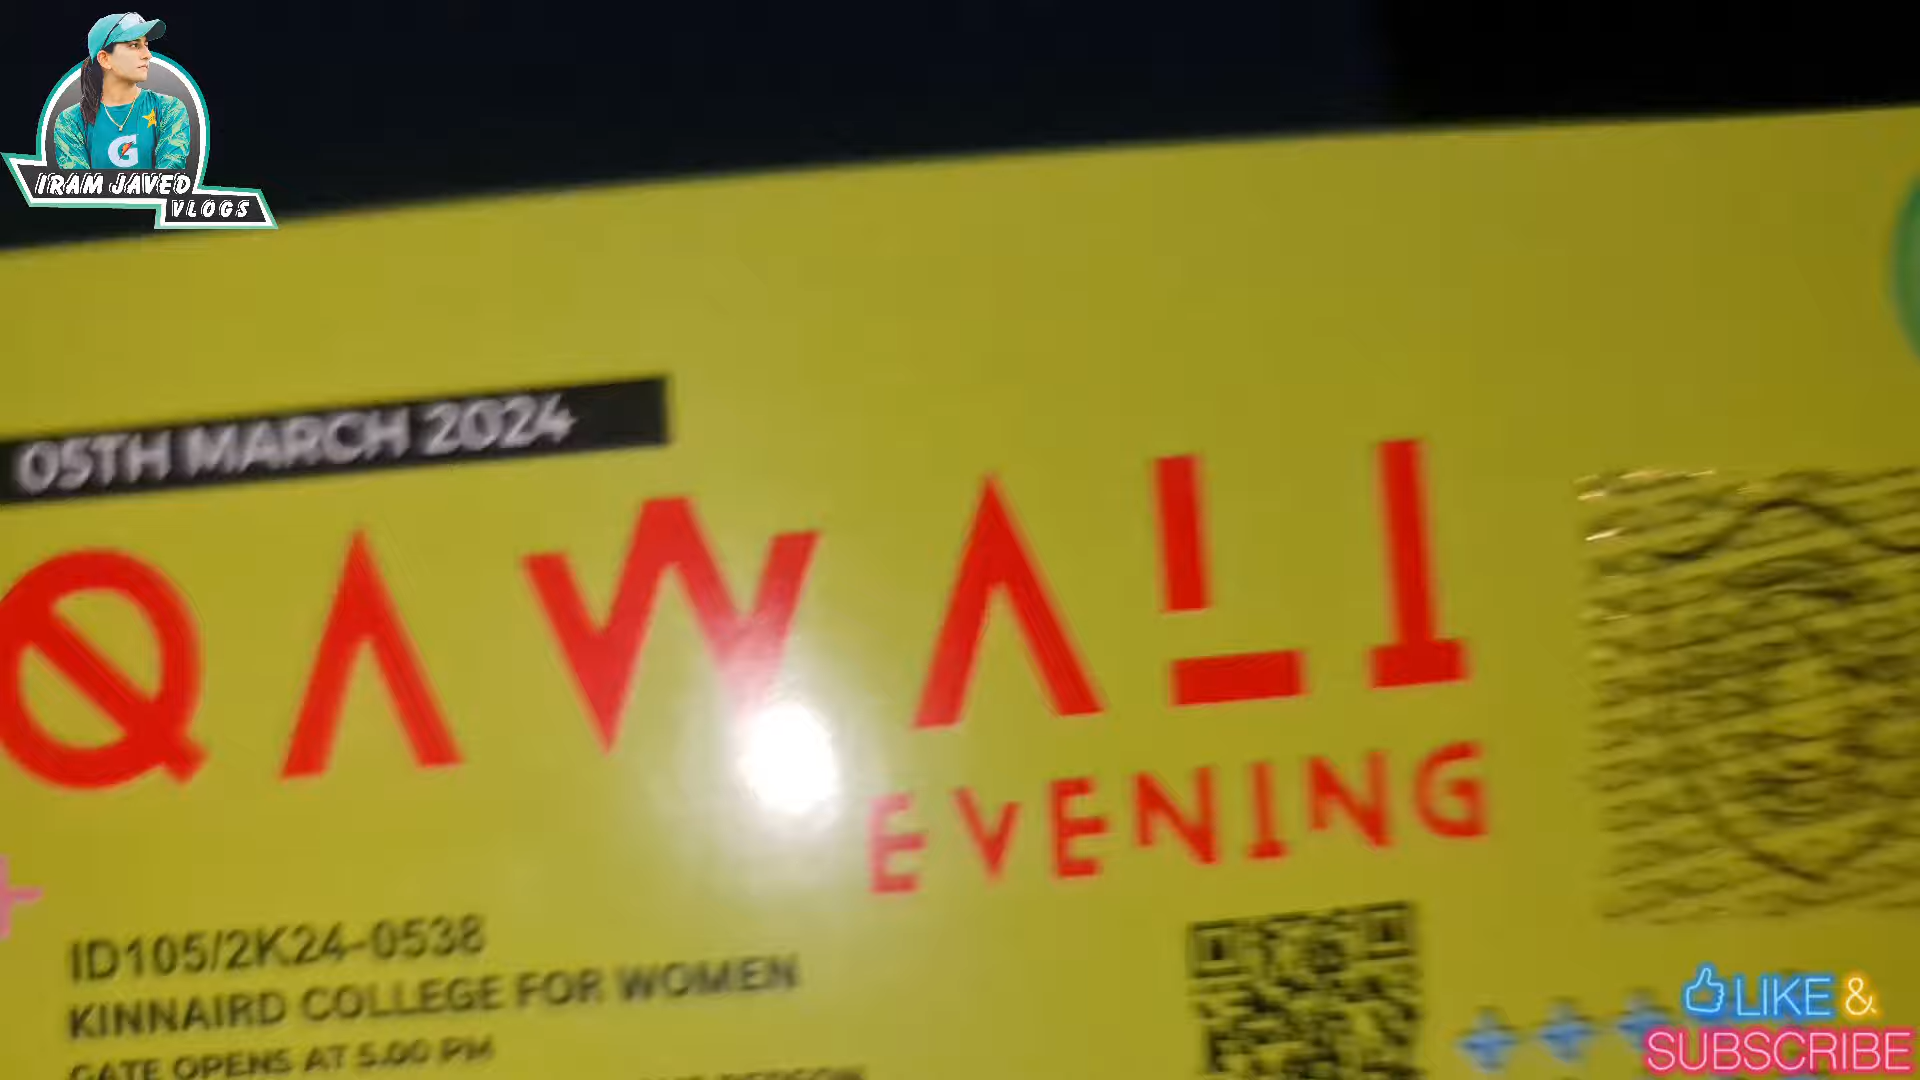 IRAM JAVED
VLOGS
G
05TH MARCH 2024
QAWALI
EVENING
ID105/2K24-0538
KINNAIRD COLLEGE FOR WOMEN
GATE OPENS AT 5.00 PM
PERSON
LIKE &
SUBSCRIBE